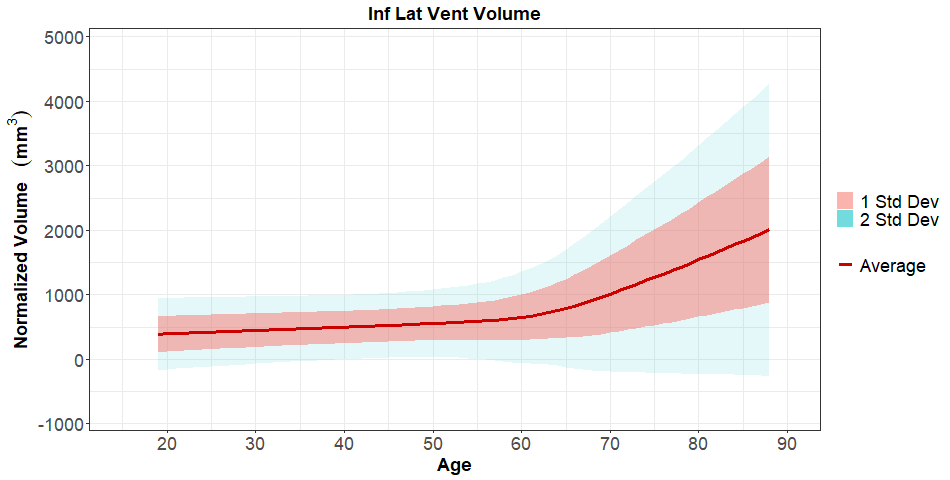 Inf Lat Vent Volume
Normalized Volume (mm³)
5000
4000
3000
2000
1000
0
-1000
20 30 40 50 60 70 80 90
Age
1 Std Dev
2 Std Dev
Average